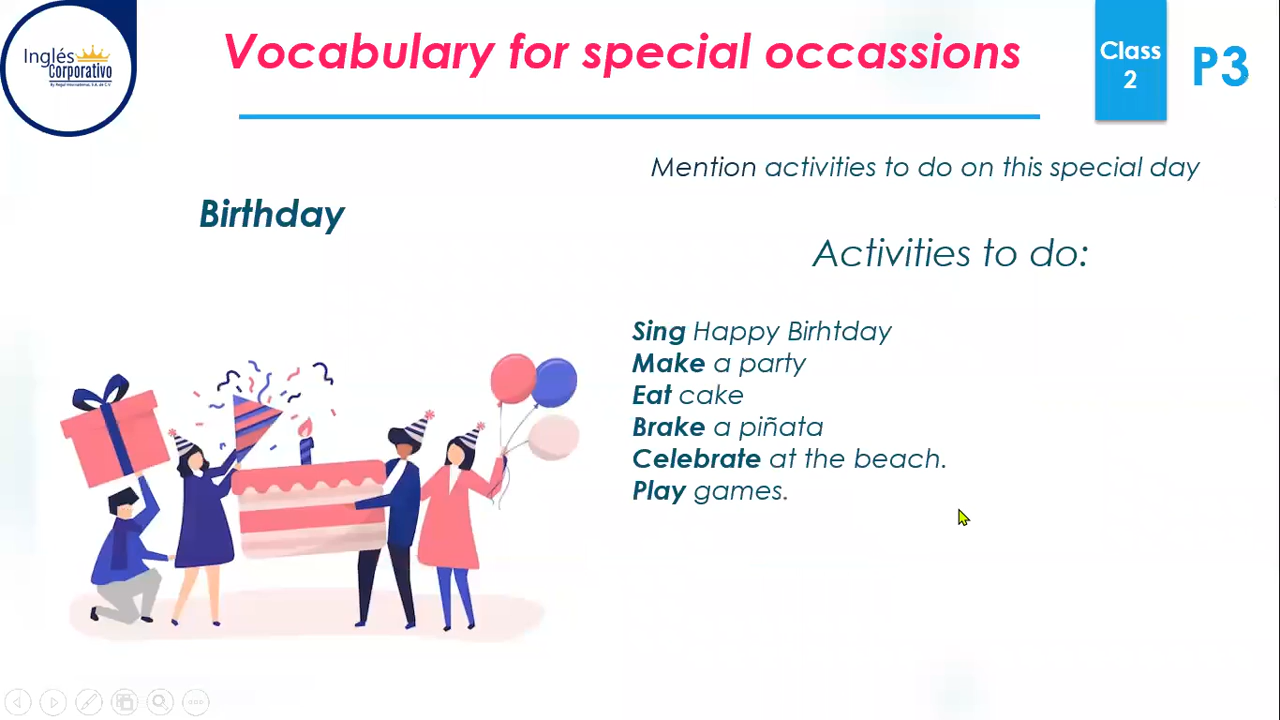 Inglés
Corporativo
Vocabulary for special occassions
Class
2
P3
Mention activities to do on this special day
Birthday
Activities to do:
Sing Happy Birhtday
Make a party
Eat cake
Brake a piñata
Celebrate at the beach.
Play games.